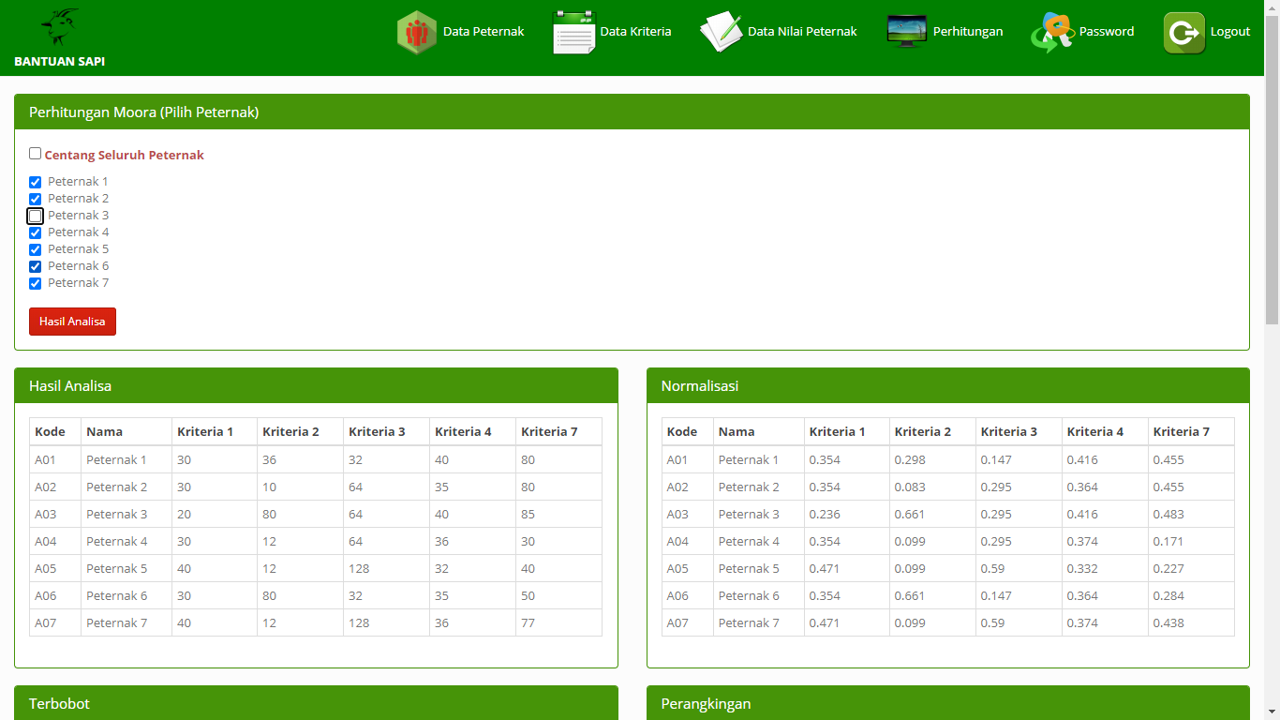 Data Peternak Data Kriteria Data Nilai Peternak Perhitungan Password Logout
BANTUAN SAPI
Perhitungan Moora (Pilih Peternak)
Centang Seluruh Peternak
Peternak 1
Peternak 2
Peternak 3
Peternak 4
Peternak 5
Peternak 6
Peternak 7
Hasil Analisa
Hasil Analisa
Kode Nama Kriteria 1 Kriteria 2 Kriteria 3 Kriteria 4 Kriteria 7
A01 Peternak 1 30 36 32 40 80
A02 Peternak 2 30 10 64 35 80
A03 Peternak 3 20 80 64 40 85
A04 Peternak 4 30 12 64 36 30
A05 Peternak 5 40 12 128 32 40
A06 Peternak 6 30 80 32 35 50
A07 Peternak 7 40 12 128 36 77
Normalisasi
Kode Nama Kriteria 1 Kriteria 2 Kriteria 3 Kriteria 4 Kriteria 7
A01 Peternak 1 0.354 0.298 0.147 0.416 0.455
A02 Peternak 2 0.354 0.083 0.295 0.364 0.455
A03 Peternak 3 0.236 0.661 0.295 0.416 0.483
A04 Peternak 4 0.354 0.099 0.295 0.374 0.171
A05 Peternak 5 0.471 0.099 0.59 0.332 0.227
A06 Peternak 6 0.354 0.661 0.147 0.364 0.284
A07 Peternak 7 0.471 0.099 0.59 0.374 0.438
Terbobot
Perangkingan